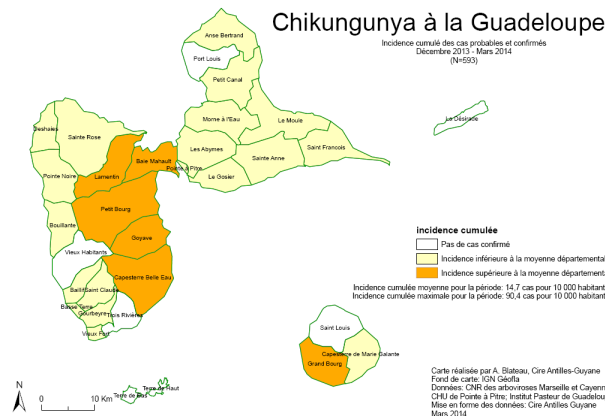 Chikungunya à la Guadeloupe
Incidence cumulé des cas probables et confirmés
Décembre 2013 - Mars 2014
(N=593)
Anse Bertrand
Port Louis
Petit Canal
Morne à l'Eau
Le Moule
La Désirade
Deshaies
Sainte Rose
Baie Mahault
Les Abymes
Saint François
Lamentin
Pointe à Pitre
Sainte Anne
Pointe Noire
Le Gosier
Petit Bourg
Bouillante
Goyave
Vieux Habitants
Capesterre Belle Eau
Baillif
Saint Claude
Basse Terre
Gourbeyre
Trois Rivières
Vieux Fort
Terre de Bas
Terre de Haut
Saint Louis
Capesterre de Marie Galante
Grand Bourg
incidence cumulée
Pas de cas confirmé
Incidence inférieure à la moyenne départementa
Incidence supérieure à la moyenne département
Incidence cumulée moyenne pour la période: 14,7 cas pour 10 000 habitant
Incidence cumulée maximale pour la période: 90,4 cas pour 10 000 habitant
N
0
10 Km
Carte réalisée par A. Blateau, Cire Antilles-Guyane
Fond de carte: IGN Géofla
Données: CNR des arboviroses Marseille et Cayenn
CHU de Pointe à Pitre; Institut Pasteur de Guadelou
Mise en forme des données: Cire Antilles Guyane
Mars 2014